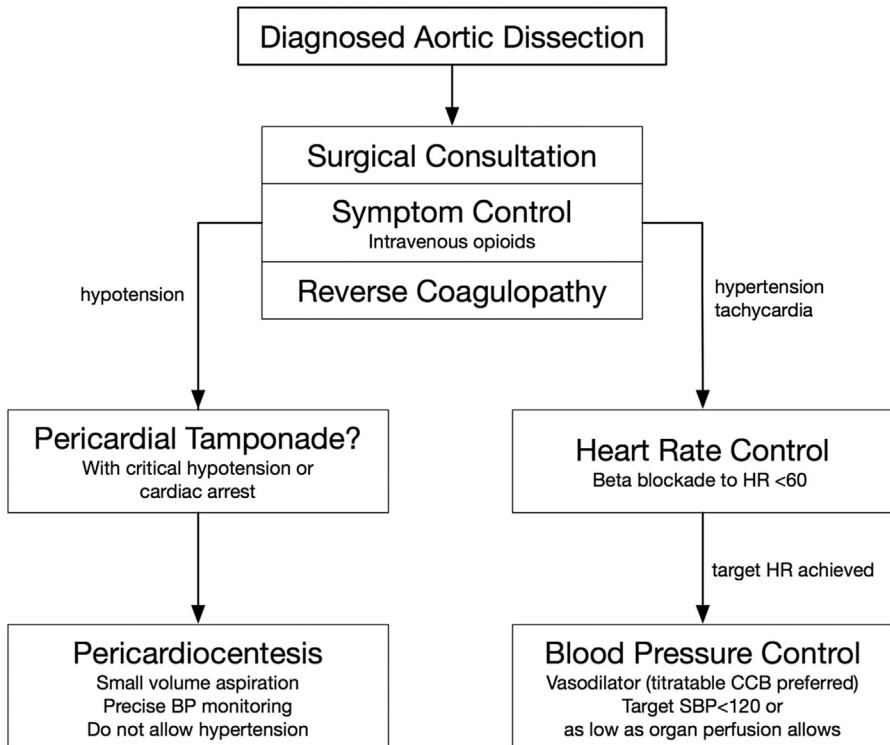 Diagnosed Aortic Dissection
Surgical Consultation
Symptom Control
Intravenous opioids
Reverse Coagulopathy
hypotension
hypertension
tachycardia
Pericardial Tamponade?
With critical hypotension or
cardiac arrest
Heart Rate Control
Beta blockade to HR <60
target HR achieved
Pericardiocentesis
Small volume aspiration
Precise BP monitoring
Do not allow hypertension
Blood Pressure Control
Vasodilator (titratable CCB preferred)
Target SBP<120 or
as low as organ perfusion allows